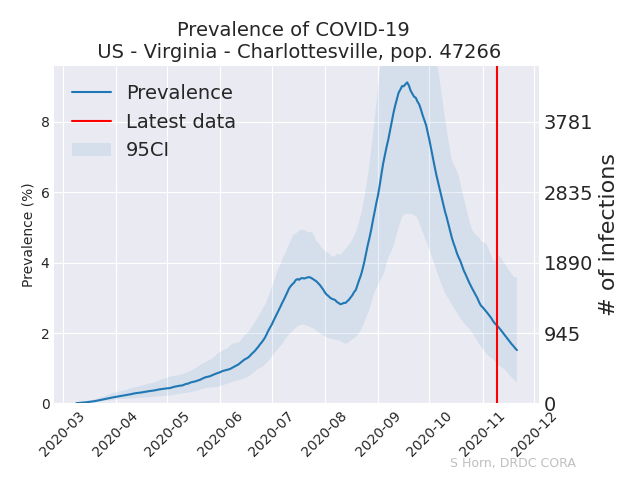 Prevalence of COVID-19
US - Virginia - Charlottesville, pop. 47266
Prevalence
Latest data
95CI
Prevalence (%)
8
6
4
2
0
3781
2835
1890
945
0
# of infections
2020-03
2020-04
2020-05
2020-06
2020-07
2020-08
2020-09
2020-10
2020-11
2020-12
S Horn, DRDC CORA